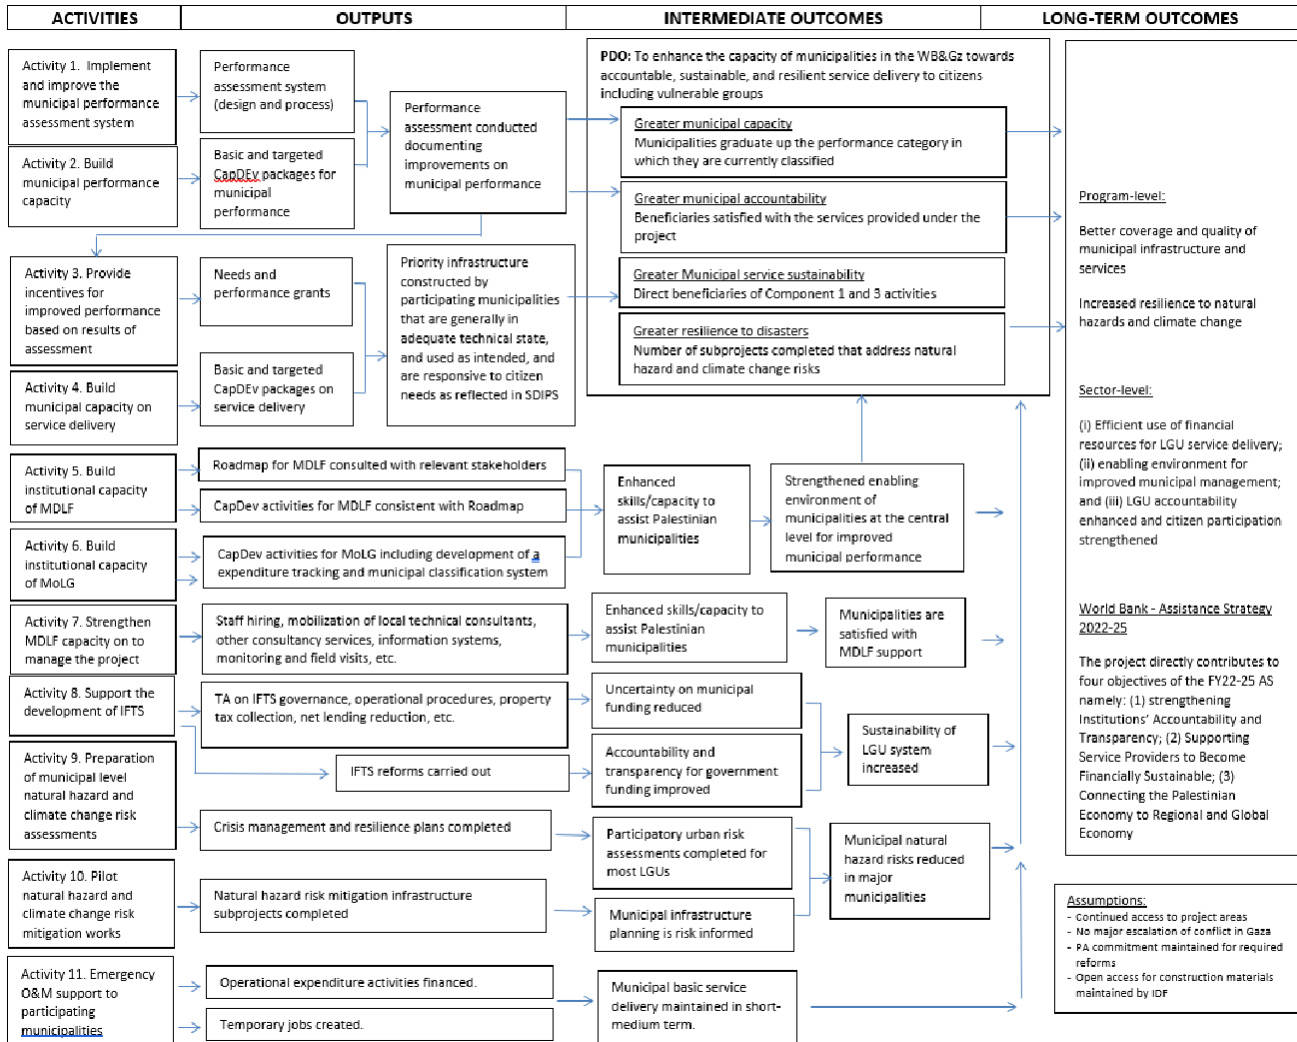 ACTIVITIES
OUTPUTS
INTERMEDIATE OUTCOMES
LONG-TERM OUTCOMES
Activity 1. Implement
and improve the
municipal performance
assessment system
Performance
assessment system
(design and process)
Activity 2. Build
municipal performance
capacity
Basic and targeted
CapDEv packages for
municipal
performance
Performance
assessment conducted
documenting
improvements on
municipal performance
PDO: To enhance the capacity of municipalities in the WB&Gz towards
accountable, sustainable, and resilient service delivery to citizens
including vulnerable groups
Greater municipal capacity
Municipalities graduate up the performance category in
which they are currently classified
Greater municipal accountability
Beneficiaries satisfied with the services provided under the
project
Greater Municipal service sustainability
Direct beneficiaries of Component 1 and 3 activities
Greater resilience to disasters
Number of subprojects completed that address natural
hazard and climate change risks
Activity 3. Provide
incentives for
improved performance
based on results of
assessment
Needs and
performance grants
Activity 4. Build
municipal capacity on
service delivery
Basic and targeted
CapDEv packages on
service delivery
Priority infrastructure
constructed by
participating municipalities
that are generally in
adequate technical state,
and used as intended, and
are responsive to citizen
needs as reflected in SDIPS
Activity 5. Build
institutional capacity
of MDLF
Roadmap for MDLF consulted with relevant stakeholders
CapDev activities for MDLF consistent with Roadmap
Activity 6. Build
institutional capacity
of MoLG
CapDev activities for MoLG including development of a
expenditure tracking and municipal classification system
Enhanced
skills/capacity to
assist Palestinian
municipalities
Strengthened enabling
environment of
municipalities at the central
level for improved
municipal performance
Activity 7. Strengthen
MDLF capacity on to
manage the project
Staff hiring, mobilization of local technical consultants,
other consultancy services, information systems,
monitoring and field visits, etc.
Enhanced skills/capacity to
assist Palestinian
municipalities
Municipalities are
satisfied with
MDLF support
Activity 8. Support the
development of IFTS
TA on IFTS governance, operational procedures, property
tax collection, net lending reduction, etc.
Uncertainty on municipal
funding reduced
IFTS reforms carried out
Accountability and
transparency for government
funding improved
Sustainability of
LGU system
increased
Activity 9. Preparation
of municipal level
natural hazard and
climate change risk
assessments
Crisis management and resilience plans completed
Participatory urban risk
assessments completed for
most LGUs
Activity 10. Pilot
natural hazard and
climate change risk
mitigation works
Natural hazard risk mitigation infrastructure
subprojects completed
Municipal infrastructure
planning is risk informed
Municipal natural
hazard risks reduced
in major
municipalities
Activity 11. Emergency
O&M support to
participating
municipalities
Operational expenditure activities financed.
Temporary jobs created.
Municipal basic service
delivery maintained in short-
medium term.
Program-level:
Better coverage and quality of
municipal infrastructure and
services
Increased resilience to natural
hazards and climate change
Sector-level:
(i) Efficient use of financial
resources for LGU service delivery;
(ii) enabling environment for
improved municipal management;
and (iii) LGU accountability
enhanced and citizen participation
strengthened
World Bank - Assistance Strategy
2022-25
The project directly contributes to
four objectives of the FY22-25 AS
namely: (1) strengthening
Institutions' Accountability and
Transparency; (2) Supporting
Service Providers to Become
Financially Sustainable; (3)
Connecting the Palestinian
Economy to Regional and Global
Economy
Assumptions:
- Continued access to project areas
- No major escalation of conflict in Gaza
- PA commitment maintained for required
reforms
- Open access for construction materials
maintained by IDF